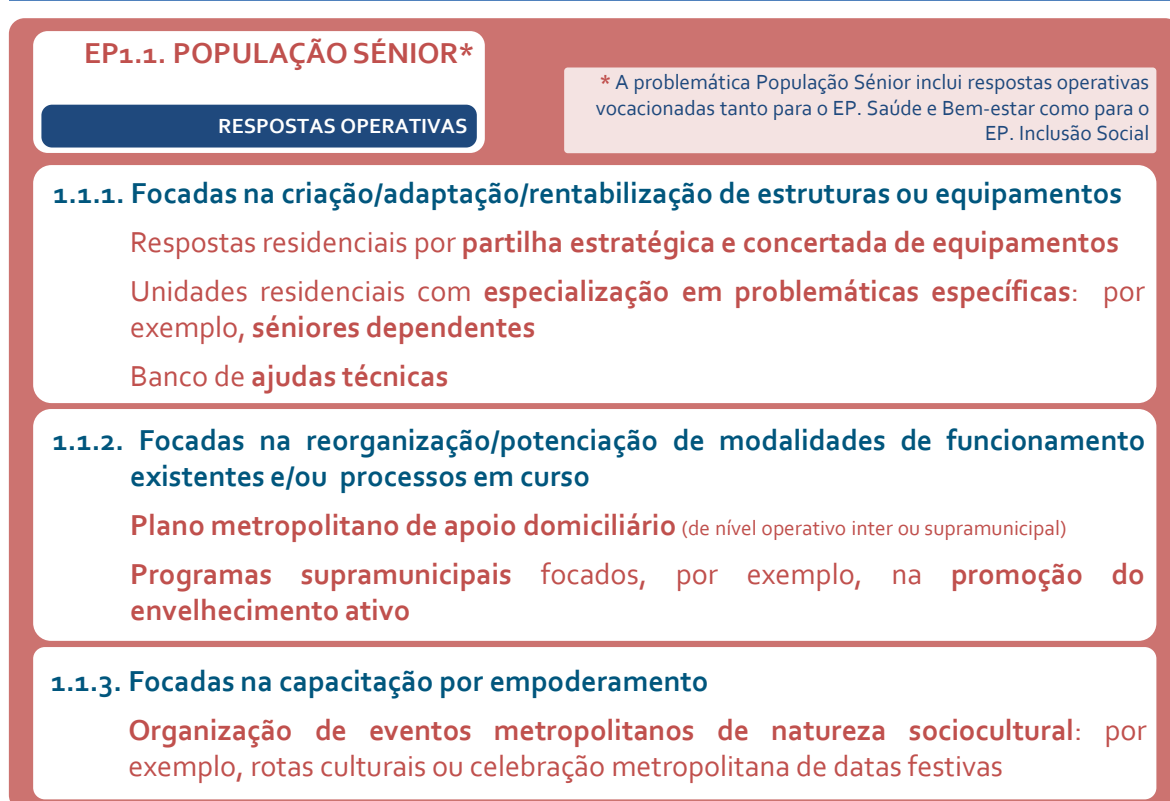 EP1.1. POPULAÇÃO SÉNIOR*
RESPOSTAS OPERATIVAS
* A problemática População Sénior inclui respostas operativas
vocacionadas tanto para o EP. Saúde e Bem-estar como para o
EP. Inclusão Social
1.1.1. Focadas na criação/adaptação/rentabilização de estruturas ou equipamentos
Respostas residenciais por partilha estratégica e concertada de equipamentos
Unidades residenciais com especialização em problemáticas específicas: por
exemplo, séniores dependentes
Banco de ajudas técnicas
1.1.2. Focadas na reorganização/potenciação de modalidades de funcionamento
existentes e/ou processos em curso
Plano metropolitano de apoio domiciliário (de nível operativo inter ou supramunicipal)
Programas supramunicipais focados, por exemplo, na promoção do
envelhecimento ativo
1.1.3. Focadas na capacitação por empoderamento
Organização de eventos metropolitanos de natureza sociocultural: por
exemplo, rotas culturais ou celebração metropolitana de datas festivas